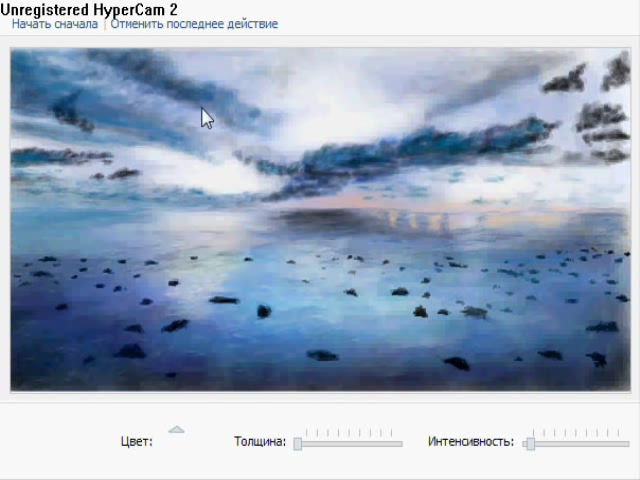 Unregistered HyperCam 2
Начать сначала | Отменить последнее действие
Цвет: Толщина: Интенсивность: